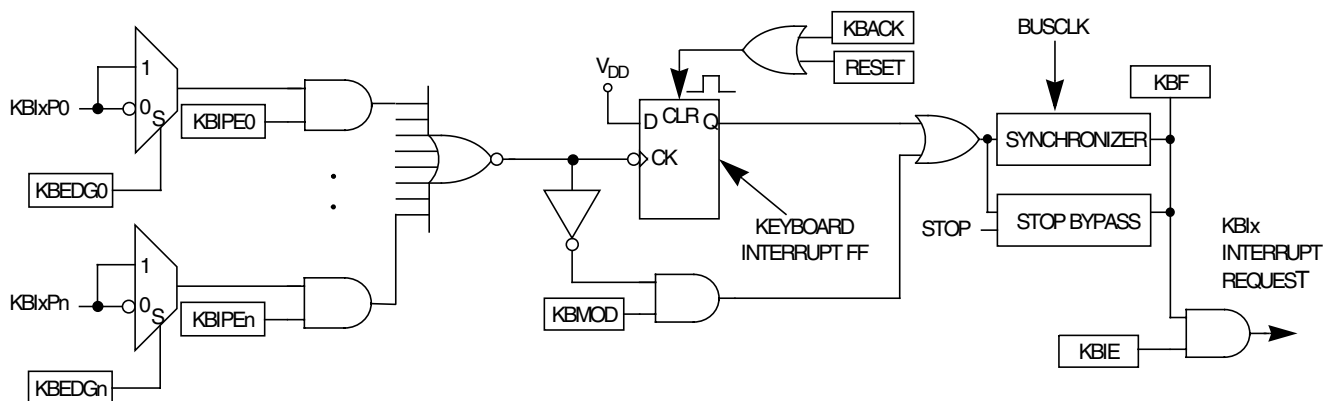 KBACK
RESET
BUSCLK
VDD
KBF
1
KBIxP0
0
S
KBIPE0
D CLR Q
CK
SYNCHRONIZER
KBEDG0
KEYBOARD
INTERRUPT FF
STOP BYPASS
STOP
KBIx
INTERRUPT
REQUEST
1
KBIxPn
0
S
KBIPEn
KBMOD
KBIE
KBEDGn